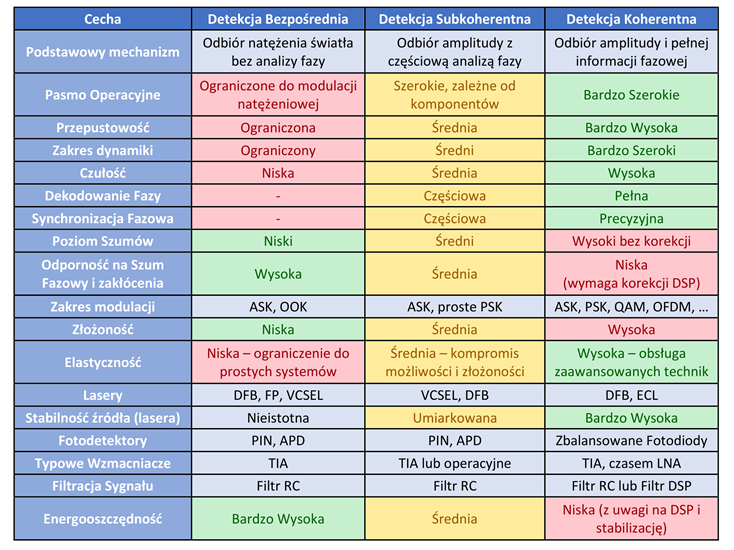 Cecha Detekcja Bezpośrednia Detekcja Subkoherentna Detekcja Koherentna
Podstawowy mechanizm Odbiór natężenia światła bez analizy fazy Odbiór amplitudy z częściową analizą fazy Odbiór amplitudy i pełnej informacji fazowej
Pasmo Operacyjne Ograniczone do modulacji natężeniowej Szerokie, zależne od komponentów Bardzo Szerokie
Przepustowość Ograniczona Średnia Bardzo Wysoka
Zakres dynamiki Ograniczony Średni Bardzo Szeroki
Czułość Niska Średnia Wysoka
Dekodowanie Fazy - Częściowa Pełna
Synchronizacja Fazowa - Częściowa Precyzyjna
Poziom Szumów Niski Średni Wysoki bez korekcji
Odporność na Szum Fazowy i zakłócenia Wysoka Średnia Niska (wymaga korekcji DSP)
Zakres modulacji ASK, OOK ASK, proste PSK ASK, PSK, QAM, OFDM, ...
Złożoność Niska Średnia Wysoka
Elastyczność Niska – ograniczenie do prostych systemów Średnia – kompromis możliwości i złożoności Wysoka – obsługa zaawansowanych technik
Lasery DFB, FP, VCSEL VCSEL, DFB DFB, ECL
Stabilność źródła (lasera) Nieistotna Umiarkowana Bardzo Wysoka
Fotodetektory PIN, APD PIN, APD Zbalansowane Fotodiody
Typowe Wzmacniacze TIA TIA lub operacyjne TIA, czasem LNA
Filtracja Sygnału Filtr RC Filtr RC Filtr RC lub Filtr DSP
Energooszczędność Bardzo Wysoka Średnia Niska (z uwagi na DSP i stabilizację)